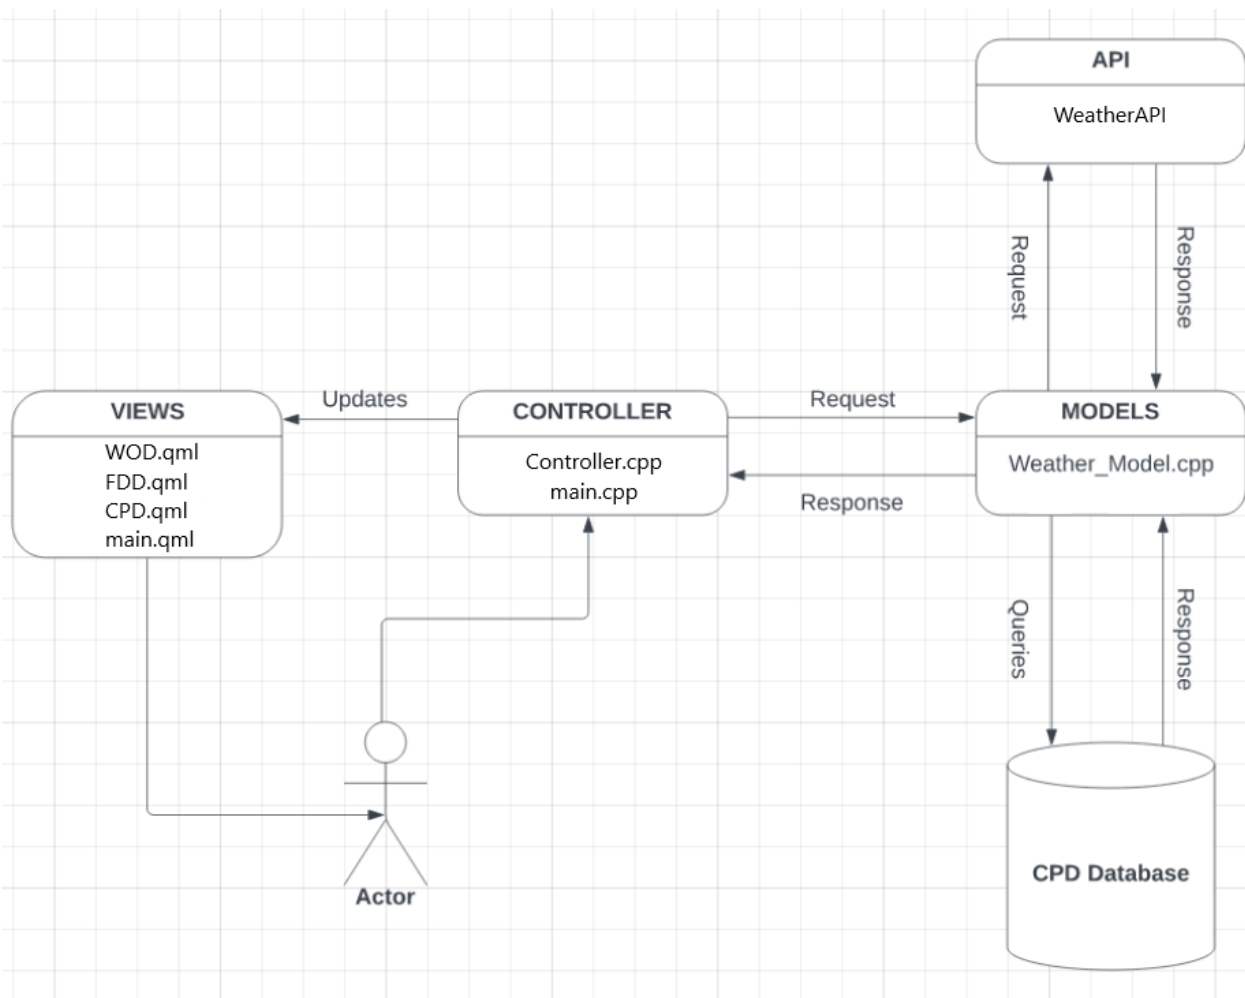 API
WeatherAPI
Request
Response
VIEWS
WOD.qml
FDD.qml
CPD.qml
main.qml
Updates
CONTROLLER
Controller.cpp
main.cpp
Request
Response
MODELS
Weather_Model.cpp
Queries
Response
Actor
CPD Database